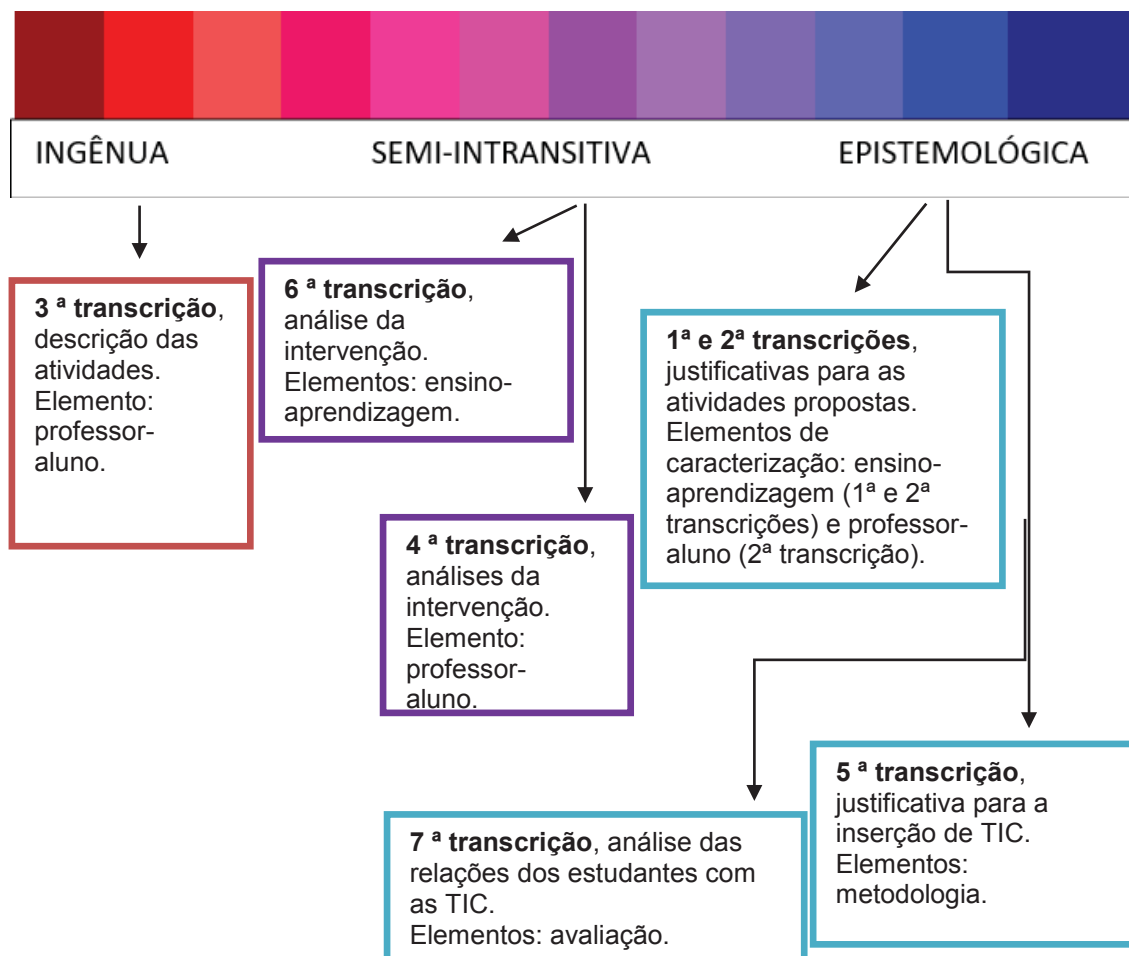 INGÊNUA SEMI-INTRANSITIVA EPISTEMOLÓGICA
3 ª transcrição,
descrição das
atividades.
Elemento:
professor-
aluno.
6 ª transcrição,
análise da
intervenção.
Elementos: ensino-
aprendizagem.
1ª e 2ª transcrições,
justificativas para as
atividades propostas.
Elementos de
caracterização: ensino-
aprendizagem (1ª e 2ª
transcrições) e professor-
aluno (2ª transcrição).
4 ª transcrição,
análises da
intervenção.
Elemento:
professor-
aluno.
7 ª transcrição, análise das
relações dos estudantes com
as TIC.
Elementos: avaliação.
5 ª transcrição,
justificativa para a
inserção de TIC.
Elementos:
metodologia.